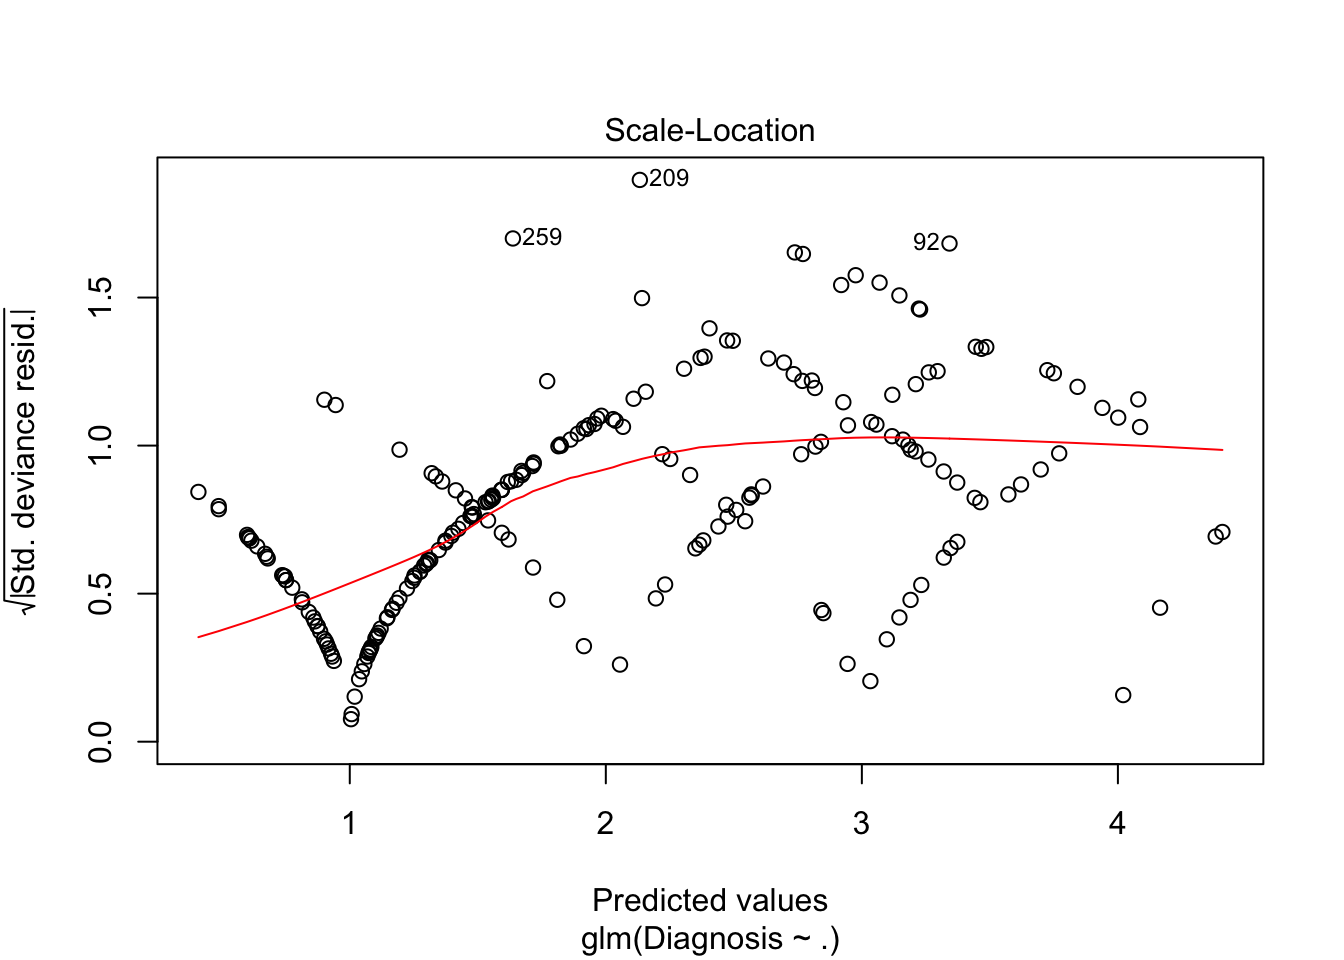 Scale-Location
209
259
92
√|Std. deviance resid.|
1.5
1.0
0.5
0.0
1 2 3 4
Predicted values
glm(Diagnosis ~ .)